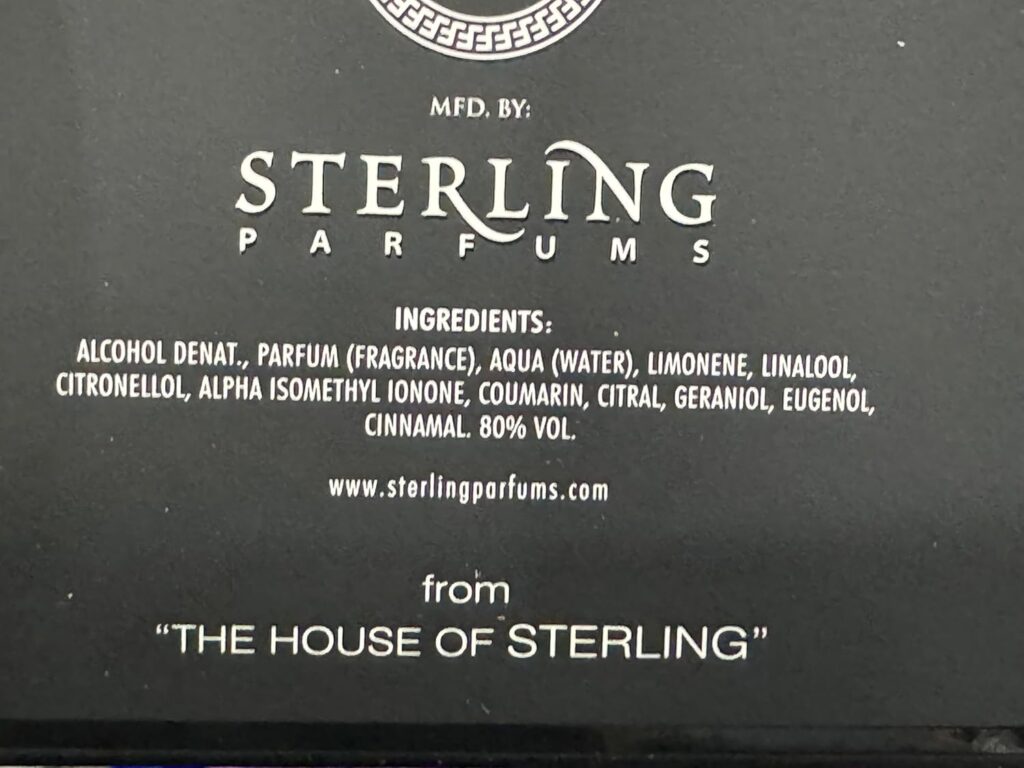 MFD. BY:
STERLING
PARFUMS
INGREDIENTS:
ALCOHOL DENAT., PARFUM (FRAGRANCE), AQUA (WATER), LIMONENE, LINALOOL,
CITRONELLOL, ALPHA ISOMETHYL IONONE, COUMARIN, CITRAL, GERANIOL, EUGENOL,
CINNAMAL. 80% VOL.
www.sterlingparfums.com
from
“THE HOUSE OF STERLING”